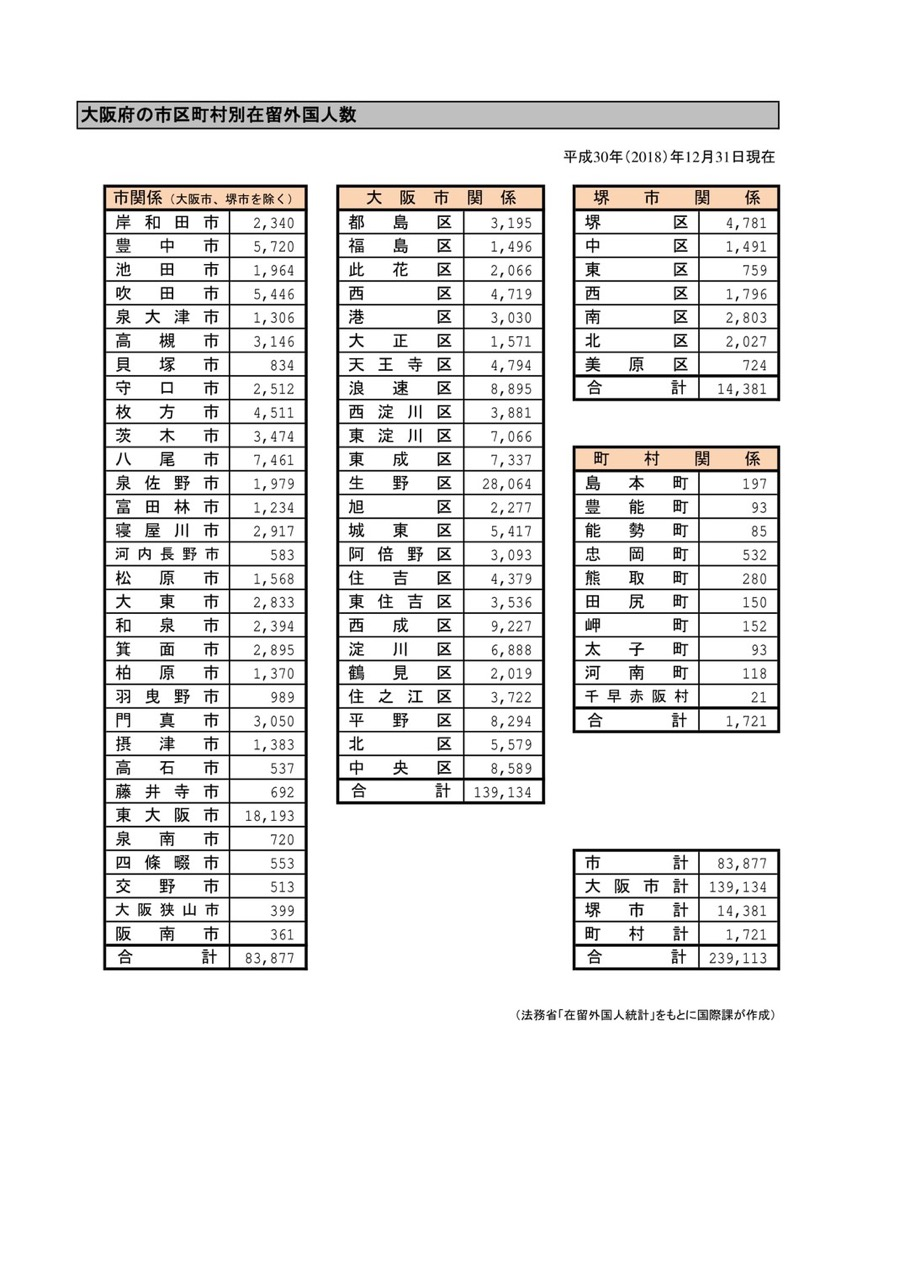 大阪府の市区町村別在留外国人数
平成30年(2018)年12月31日現在
市関係（大阪市、堺市を除く）
岸和田市 2,340
豊中市 5,720
池田市 1,964
吹田市 5,446
泉大津市 1,306
高槻市 3,146
貝塚市 834
守口市 2,512
枚方市 4,511
茨木市 3,474
八尾市 7,461
泉佐野市 1,979
富田林市 1,234
寝屋川市 2,917
河内長野市 583
松原市 1,568
大東市 2,833
和泉市 2,394
箕面市 2,895
柏原市 1,370
羽曳野市 989
門真市 3,050
摂津市 1,383
高石市 537
藤井寺市 692
東大阪市 18,193
泉南市 720
四條畷市 553
交野市 513
大阪狭山市 399
阪南市 361
合計 83,877
大阪市関係
都島区 3,195
福島区 1,496
此花区 2,066
西区 4,719
港区 3,030
大正区 1,571
天王寺区 4,794
浪速区 8,895
西淀川区 3,881
東淀川区 7,066
東成区 7,337
生野区 28,064
旭区 2,277
城東区 5,417
阿倍野区 3,093
住吉区 4,379
東住吉区 3,536
西成区 9,227
淀川区 6,888
鶴見区 2,019
住之江区 3,722
平野区 8,294
北区 5,579
中央区 8,589
合計 139,134
堺市関係
堺区 4,781
中区 1,491
東区 759
西区 1,796
南区 2,803
北区 2,027
美原区 724
合計 14,381
町村関係
島本町 197
豊能町 93
能勢町 85
忠岡町 532
熊取町 280
田尻町 150
岬町 152
太子町 93
河南町 118
千早赤阪村 21
合計 1,721
市計 83,877
大阪市計 139,134
堺市計 14,381
町村計 1,721
合計 239,113
（法務省「在留外国人統計」をもとに国際課が作成）